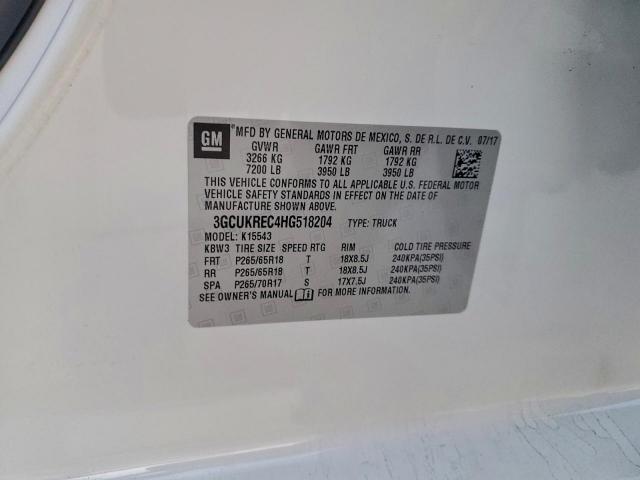 GM
MFD BY GENERAL MOTORS DE MEXICO, S. DE R.L. DE C.V. 07/17
GVWR GAWR FRT GAWR RR
3266 KG 1792 KG 1792 KG
7200 LB 3950 LB 3950 LB
THIS VEHICLE CONFORMS TO ALL APPLICABLE U.S. FEDERAL MOTOR
VEHICLE SAFETY STANDARDS IN EFFECT ON THE DATE OF
MANUFACTURE SHOWN ABOVE.
3GCUKREC4HG518204 TYPE: TRUCK
MODEL: K15543
K8W3 TIRE SIZE SPEED RTG RIM COLD TIRE PRESSURE
FRT P265/65R18 T 18X8.5J 240KPA(35PSI)
RR P265/65R18 T 18X8.5J 240KPA(35PSI)
SPA P265/70R17 S 17X7.5J 240KPA(35PSI)
SEE OWNER'S MANUAL FOR MORE INFORMATION